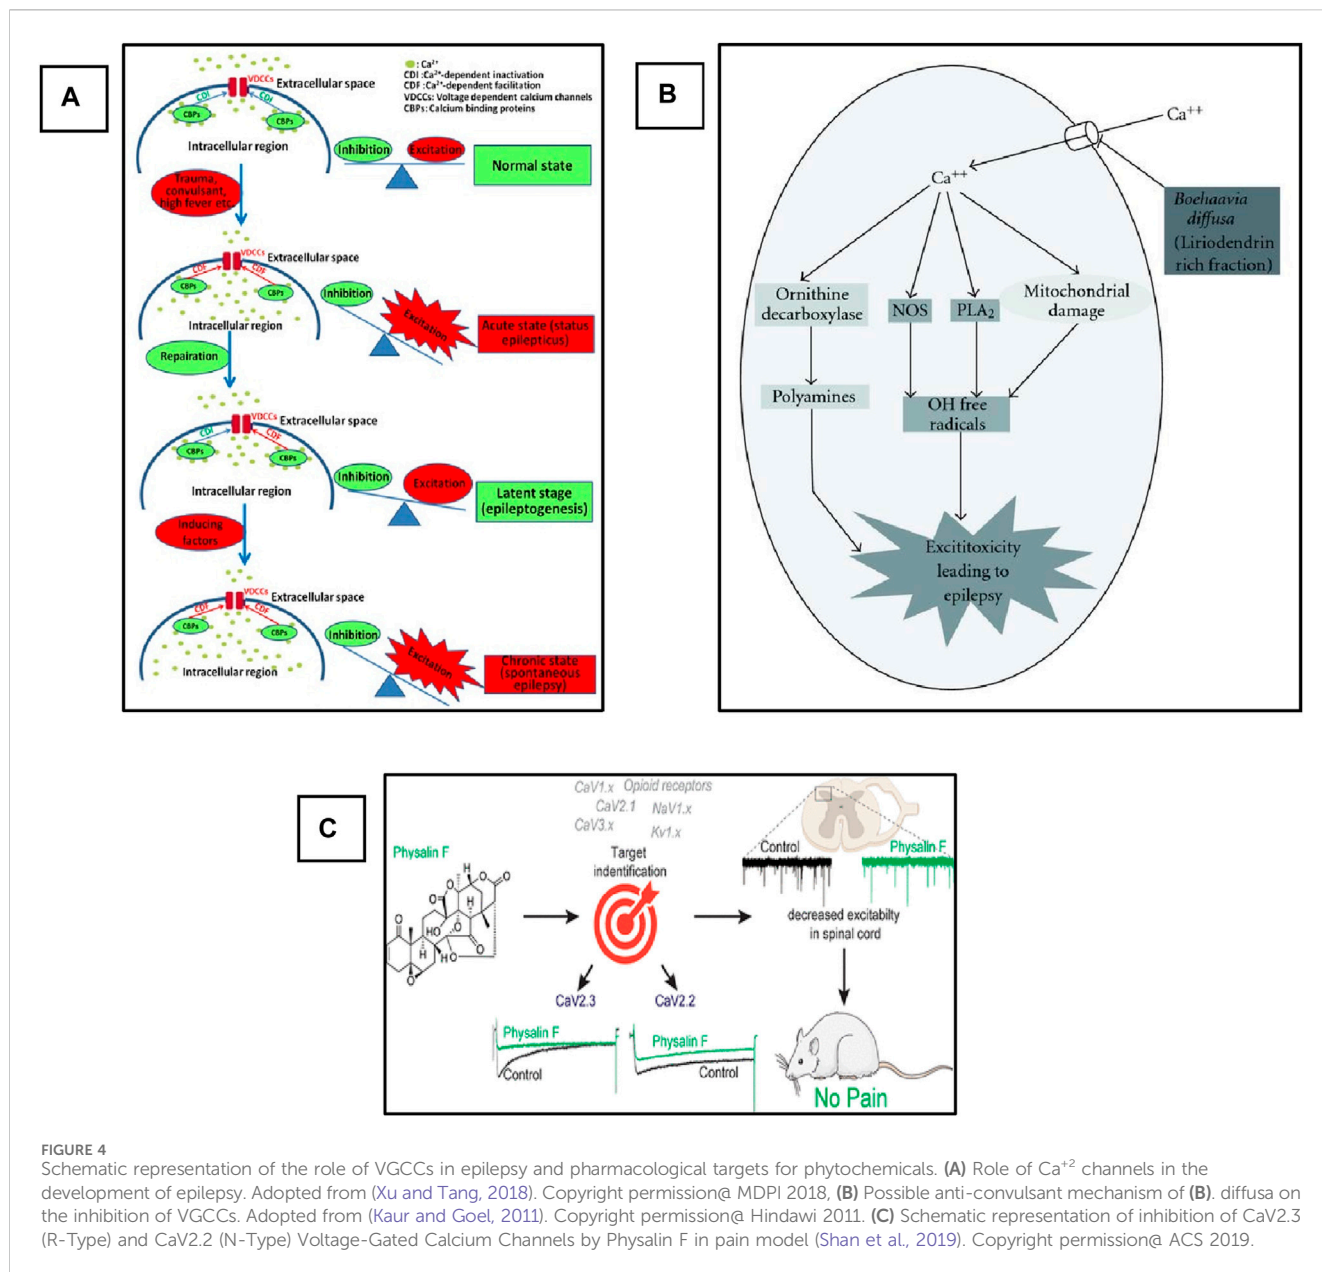 A
: Ca²⁺
CDI :Ca²⁺-dependent inactivation
CDF: Ca²⁺-dependent facilitation
VDCCs: Voltage dependent calcium channels
CBPs: Calcium binding proteins
VDCCs
Extracellular space
CDI
CDI
CBPs
CBPs
Intracellular region
Inhibition
Excitation
Normal state
Trauma,
convulsant,
high fever etc.
VDCCs
Extracellular space
CDF
CDF
CBPs
CBPs
Intracellular region
Inhibition
Excitation
Acute state (status
epilepticus)
Repairation
VDCCs
Extracellular space
CDI
CDF
CBPs
CBPs
Intracellular region
Inhibition
Excitation
Latent stage
(epileptogenesis)
Inducing
factors
VDCCs
Extracellular space
CDI
CDF
CBPs
CBPs
Intracellular region
Inhibition
Excitation
Chronic state
(spontaneous
epilepsy)
B
Ca⁺⁺
Ca⁺⁺
Boehaavia
diffusa
(Liriodendrin
rich fraction)
Ornithine
decarboxylase
NOS
PLA₂
Mitochondrial
damage
Polyamines
OH free
radicals
Excititoxicity
leading to
epilepsy
C
CaV1.x
Opioid receptors
CaV2.1
NaV1.x
CaV3.x
Kv1.x
Physalin F
Target
indentification
Control
Physalin F
decreased excitabilty
in spinal cord
CaV2.3
CaV2.2
Physalin F
Control
Physalin F
Control
No Pain
O
O
H
O
O
O
HO
O
O
H
H
H
HO
O
O
FIGURE 4
Schematic representation of the role of VGCCs in epilepsy and pharmacological targets for phytochemicals. (A) Role of Ca⁺² channels in the
development of epilepsy. Adopted from (Xu and Tang, 2018). Copyright permission@ MDPI 2018, (B) Possible anti-convulsant mechanism of (B). diffusa on
the inhibition of VGCCs. Adopted from (Kaur and Goel, 2011). Copyright permission@ Hindawi 2011. (C) Schematic representation of inhibition of CaV2.3
(R-Type) and CaV2.2 (N-Type) Voltage-Gated Calcium Channels by Physalin F in pain model (Shan et al., 2019). Copyright permission@ ACS 2019.